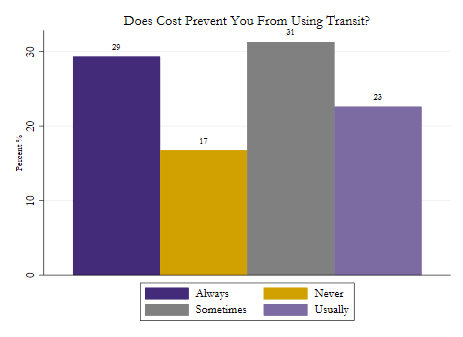 Does Cost Prevent You From Using Transit?
31
29
23
17
Percent %
30
20
10
0
Always Never
Sometimes Usually